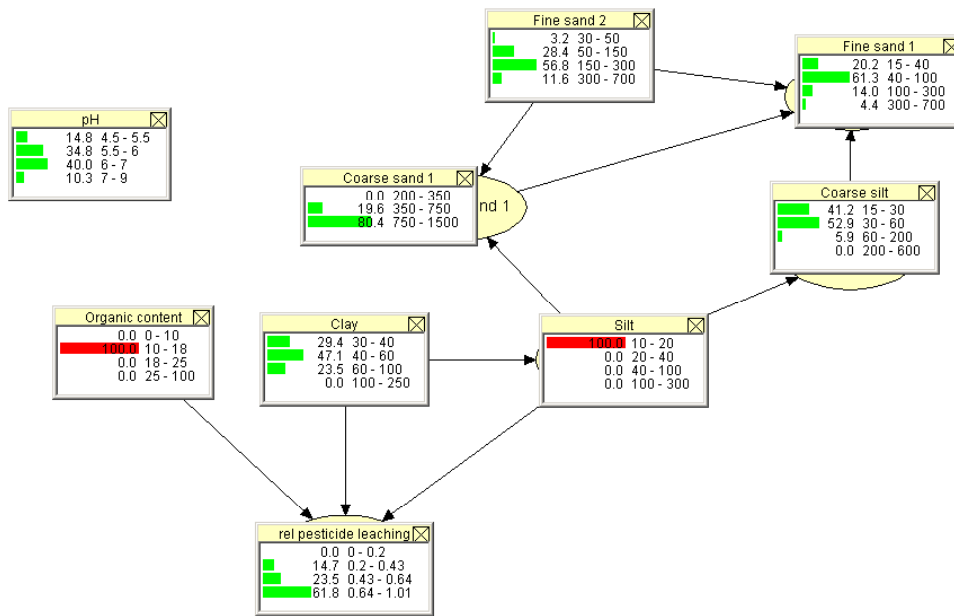 Fine sand 2
3.2 30 - 50
28.4 50 - 150
56.8 150 - 300
11.6 300 - 700
Fine sand 1
20.2 15 - 40
61.3 40 - 100
14.0 100 - 300
4.4 300 - 700
pH
14.8 4.5 - 5.5
34.8 5.5 - 6
40.0 6 - 7
10.3 7 - 9
Coarse sand 1
0.0 200 - 350
19.6 350 - 750
80.4 750 - 1500
nd 1
Coarse silt
41.2 15 - 30
52.9 30 - 60
5.9 60 - 200
0.0 200 - 600
Organic content
0.0 0 - 10
100.0 10 - 18
0.0 18 - 25
0.0 25 - 100
Clay
29.4 30 - 40
47.1 40 - 60
23.5 60 - 100
0.0 100 - 250
Silt
100.0 10 - 20
0.0 20 - 40
0.0 40 - 100
0.0 100 - 300
rel pesticide leaching
0.0 0 - 0.2
14.7 0.2 - 0.43
23.5 0.43 - 0.64
61.8 0.64 - 1.01